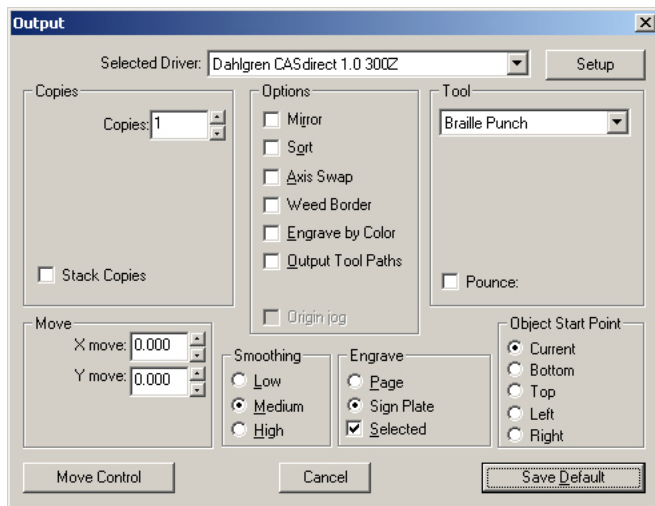 Output
Selected Driver: Dahlgren CASdirect 1.0 300Z Setup
Copies
Copies: 1
Stack Copies
Options
Mirror
Sort
Axis Swap
Weed Border
Engrave by Color
Output Tool Paths
Origin jog
Tool
Braille Punch
Pounce:
Move
X move: 0.000
Y move: 0.000
Smoothing
Low
Medium
High
Engrave
Page
Sign Plate
Selected
Object Start Point
Current
Bottom
Top
Left
Right
Move Control Cancel Save Default